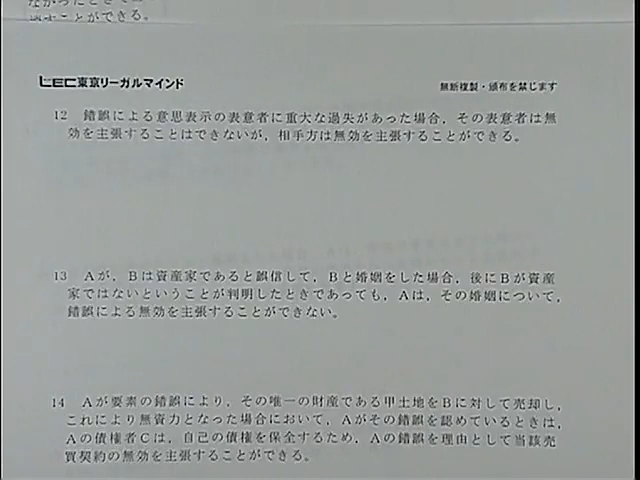 すことができる。
LEC東京リーガルマインド
無断複製・頒布を禁じます
12 錯誤による意思表示の表意者に重大な過失があった場合，その表意者は無
効を主張することはできないが，相手方は無効を主張することができる。
13 Ａが，Ｂは資産家であると誤信して，Ｂと婚姻をした場合，後にＢが資産
家ではないということが判明したときであっても，Ａは，その婚姻について，
錯誤による無効を主張することができない。
14 Ａが要素の錯誤により，その唯一の財産である甲土地をＢに対して売却し，
これにより無資力となった場合において，Ａがその錯誤を認めているときは，
Ａの債権者Ｃは，自己の債権を保全するため，Ａの錯誤を理由として当該売
買契約の無効を主張することができる。